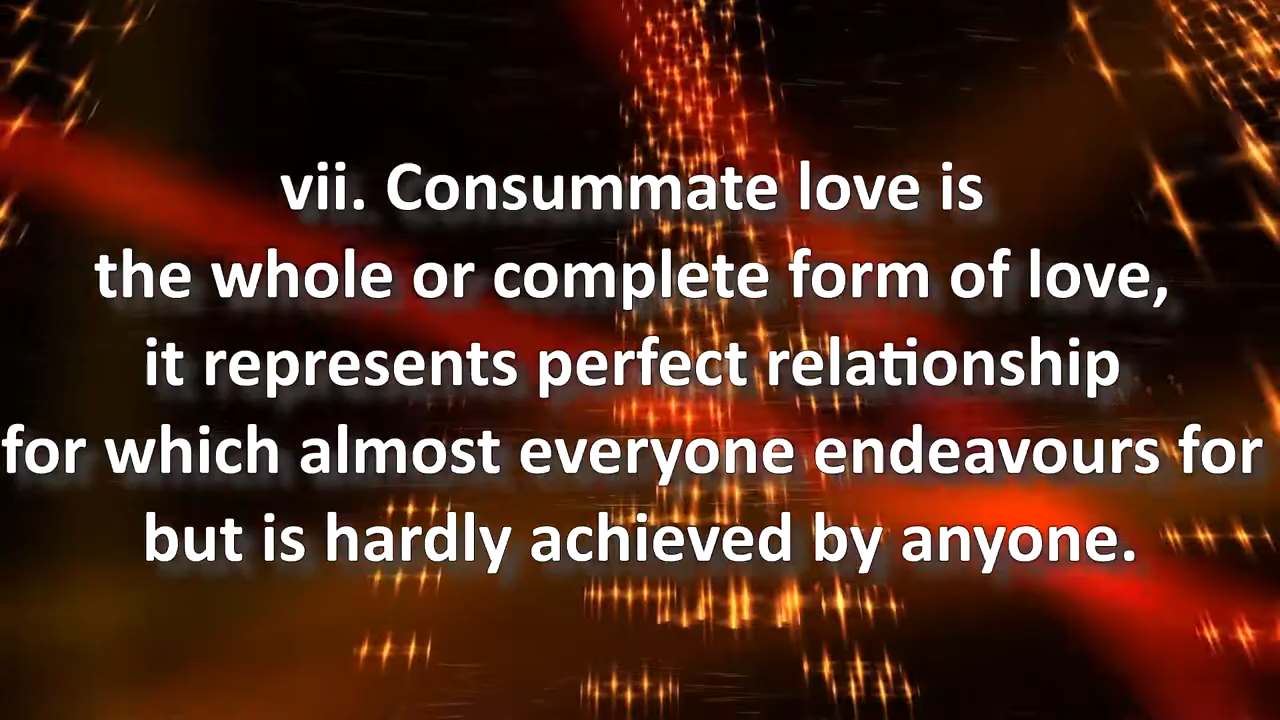 vii. Consummate love is
the whole or complete form of love,
it represents perfect relationship
for which almost everyone endeavours for
but is hardly achieved by anyone.